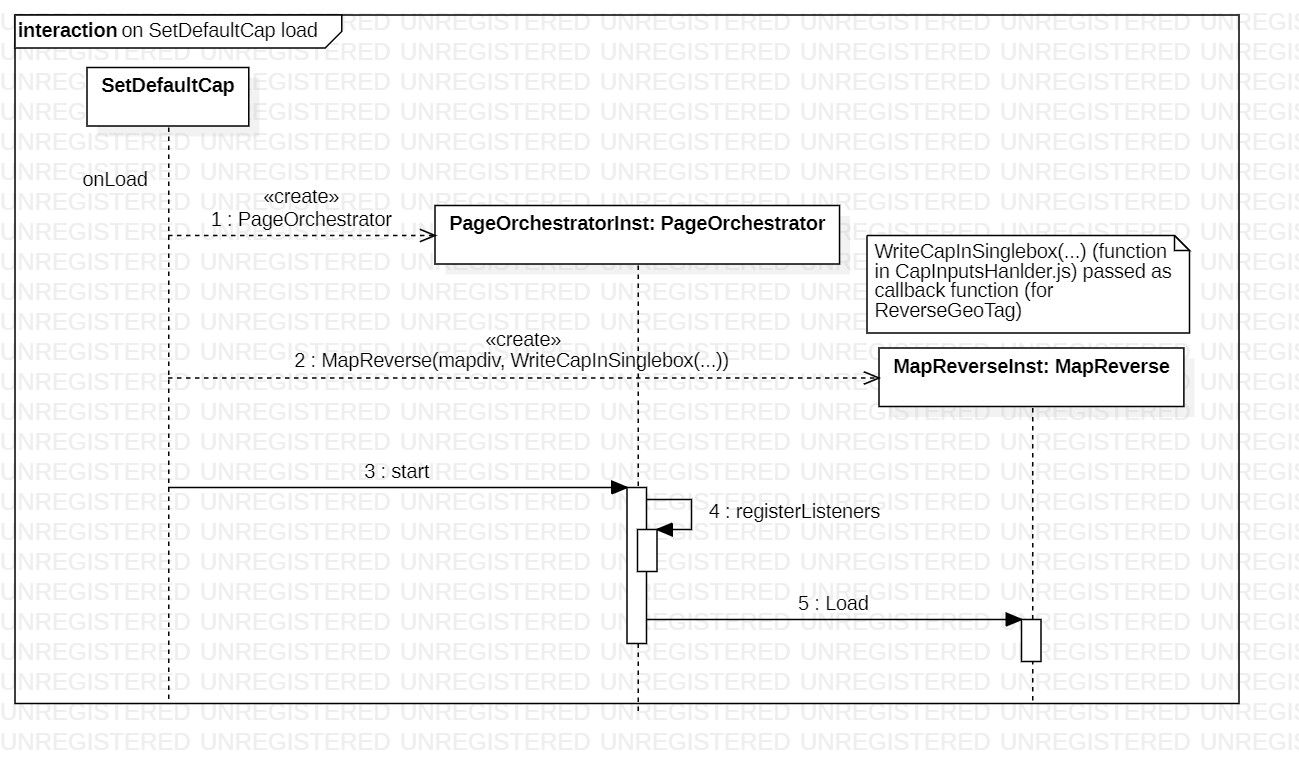 interaction on SetDefaultCap load
SetDefaultCap
onLoad
«create»
1 : PageOrchestrator
PageOrchestratorInst: PageOrchestrator
WriteCapInSinglebox(...) (function
in CapInputsHanlder.js) passed as
callback function (for
ReverseGeoTag)
«create»
2 : MapReverse(mapdiv, WriteCapInSinglebox(...))
MapReverseInst: MapReverse
3 : start
4 : registerListeners
5 : Load
UNREGISTERED